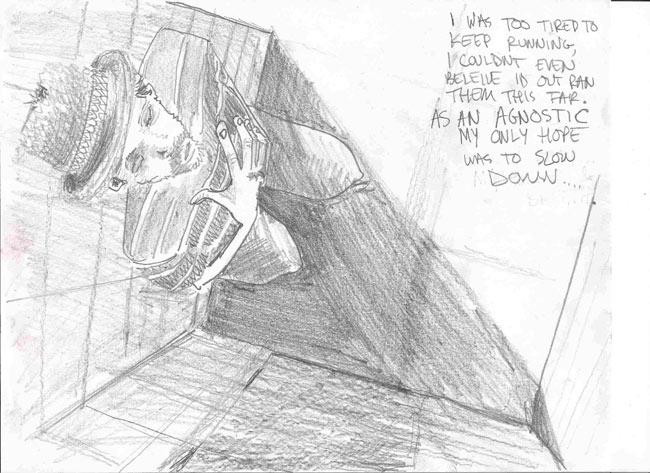 I WAS TOO TIRED TO
KEEP RUNNING,
I COULDNT EVEN
BELEIVE ID OUT RAN
THEM THIS FAR.
AS AN AGNOSTIC
MY ONLY HOPE
WAS TO SLOW
DOWN....